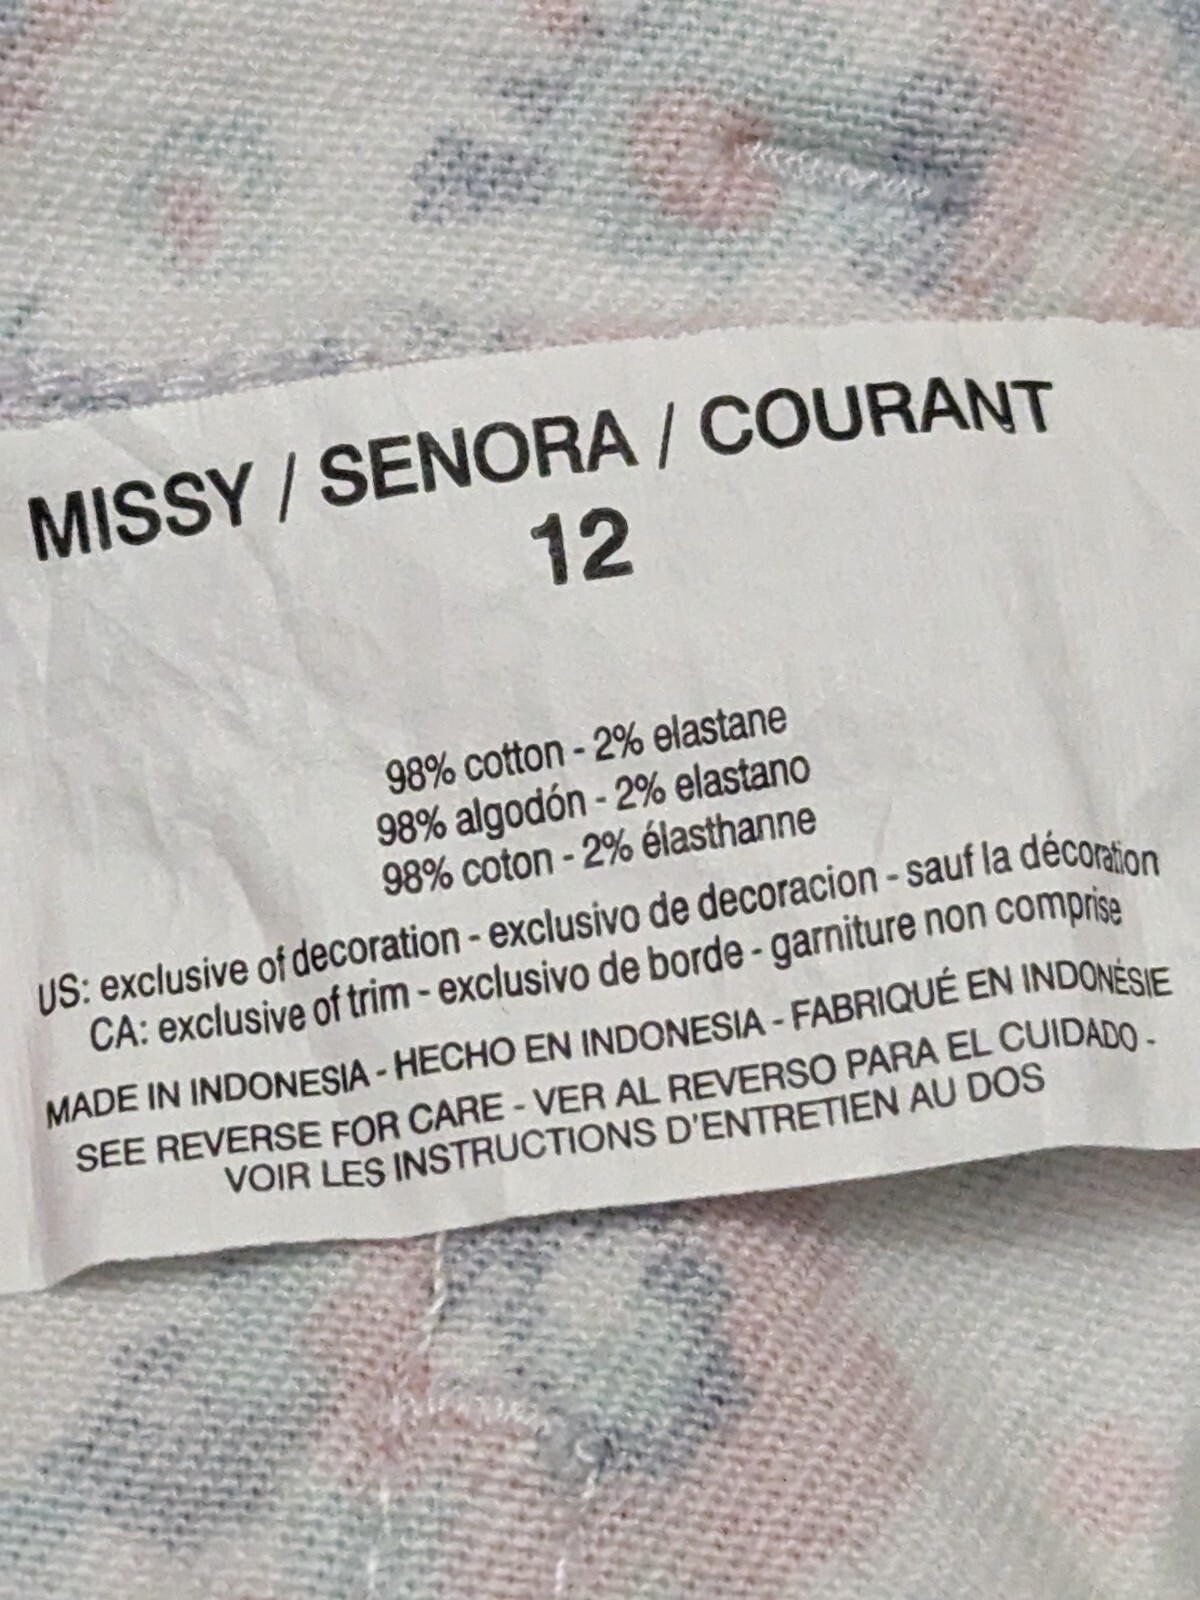 MISSY / SENORA / COURANT
12
98% cotton - 2% elastane
98% algodón - 2% elastano
98% coton - 2% élasthanne
US: exclusive of decoration - exclusivo de decoracion - sauf la décoration
CA: exclusive of trim - exclusivo de borde - garniture non comprise
MADE IN INDONESIA - HECHO EN INDONESIA - FABRIQUÉ EN INDONÉSIE
SEE REVERSE FOR CARE - VER AL REVERSO PARA EL CUIDADO -
VOIR LES INSTRUCTIONS D'ENTRETIEN AU DOS